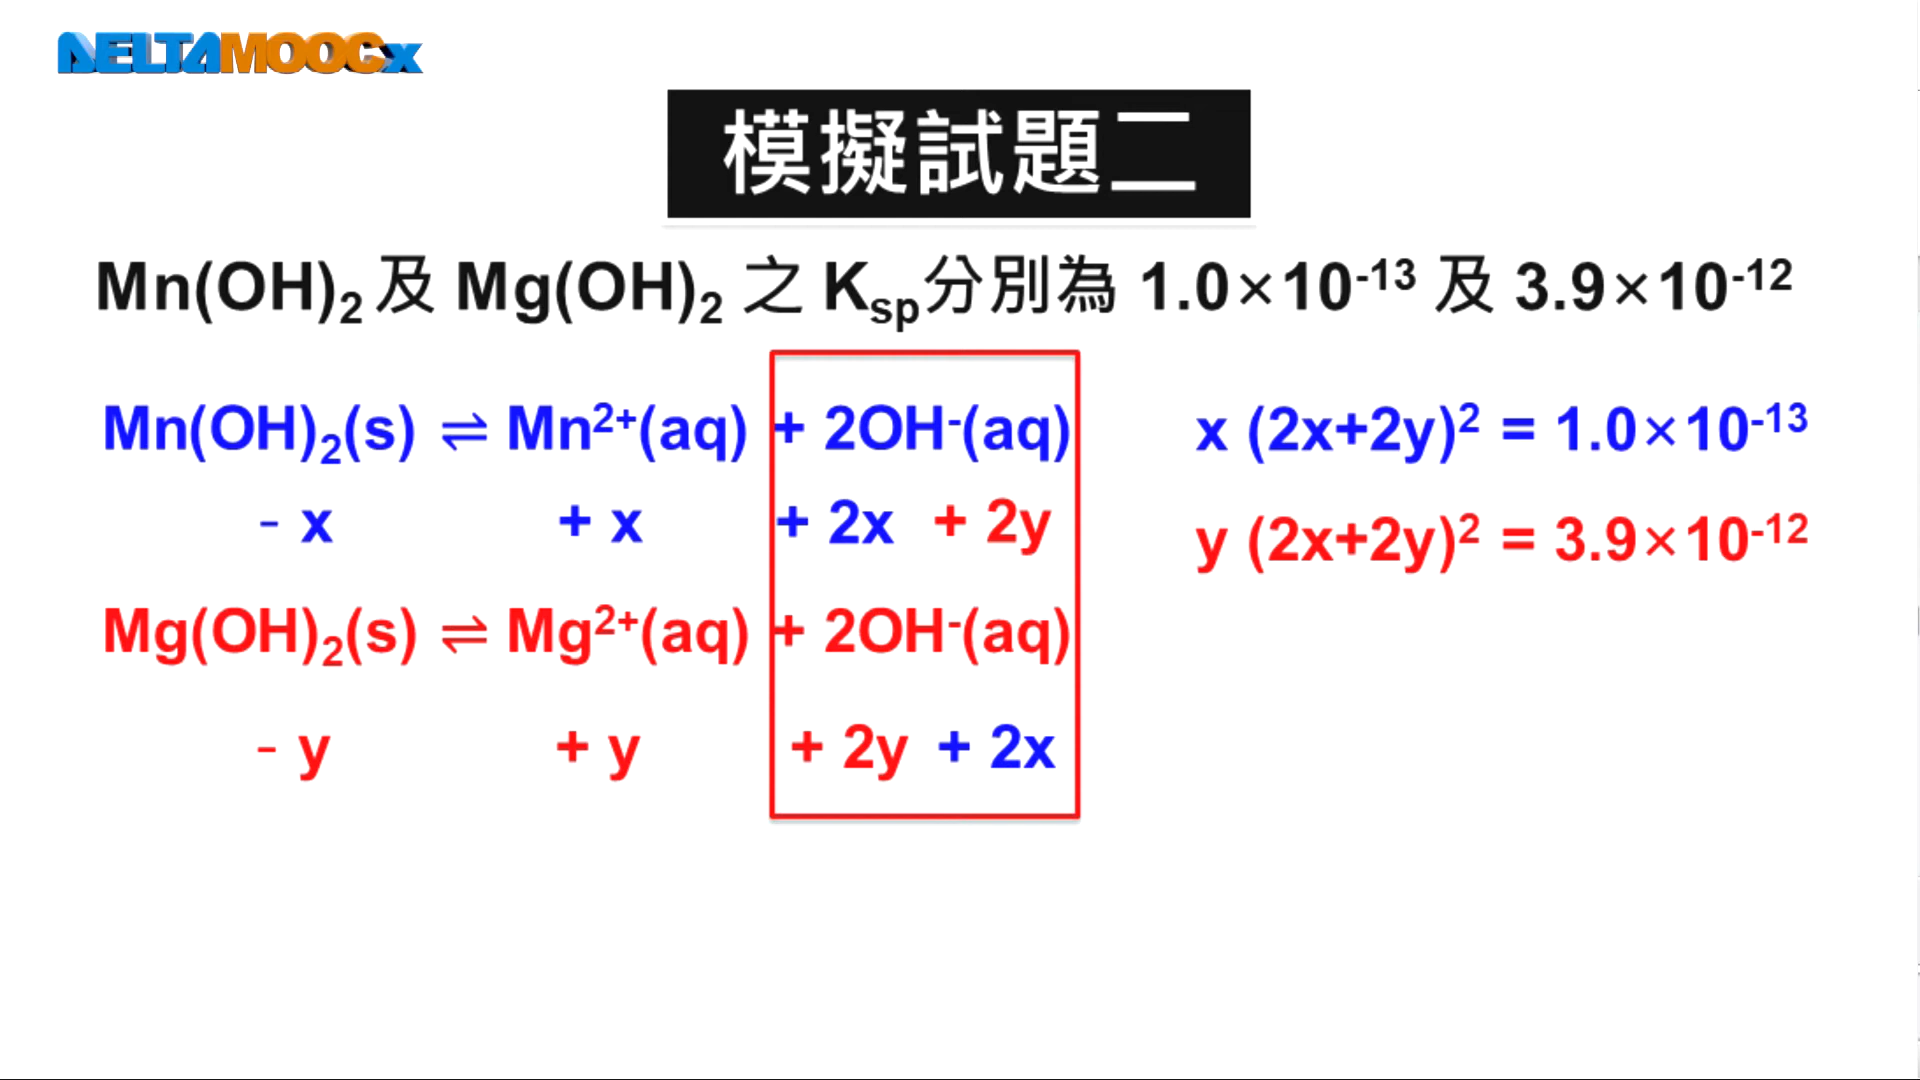 DELTAMOOCx
模擬試題二
Mn(OH)₂ 及 Mg(OH)₂ 之 Kₛₚ分別為 1.0×10⁻¹³ 及 3.9×10⁻¹²
Mn(OH)₂(s) ⇌ Mn²⁺(aq) + 2OH⁻(aq) x (2x+2y)² = 1.0×10⁻¹³
- x + x + 2x + 2y y (2x+2y)² = 3.9×10⁻¹²
Mg(OH)₂(s) ⇌ Mg²⁺(aq) + 2OH⁻(aq)
- y + y + 2y + 2x